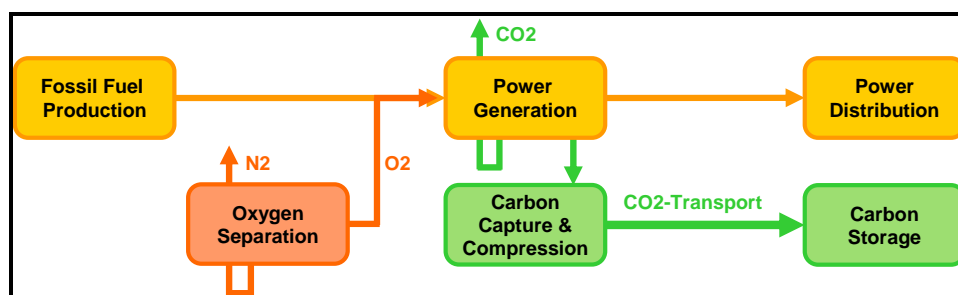 CO2
Fossil Fuel
Production
Power
Generation
Power
Distribution
N2
O2
Oxygen
Separation
Carbon
Capture &
Compression
CO2-Transport
Carbon
Storage